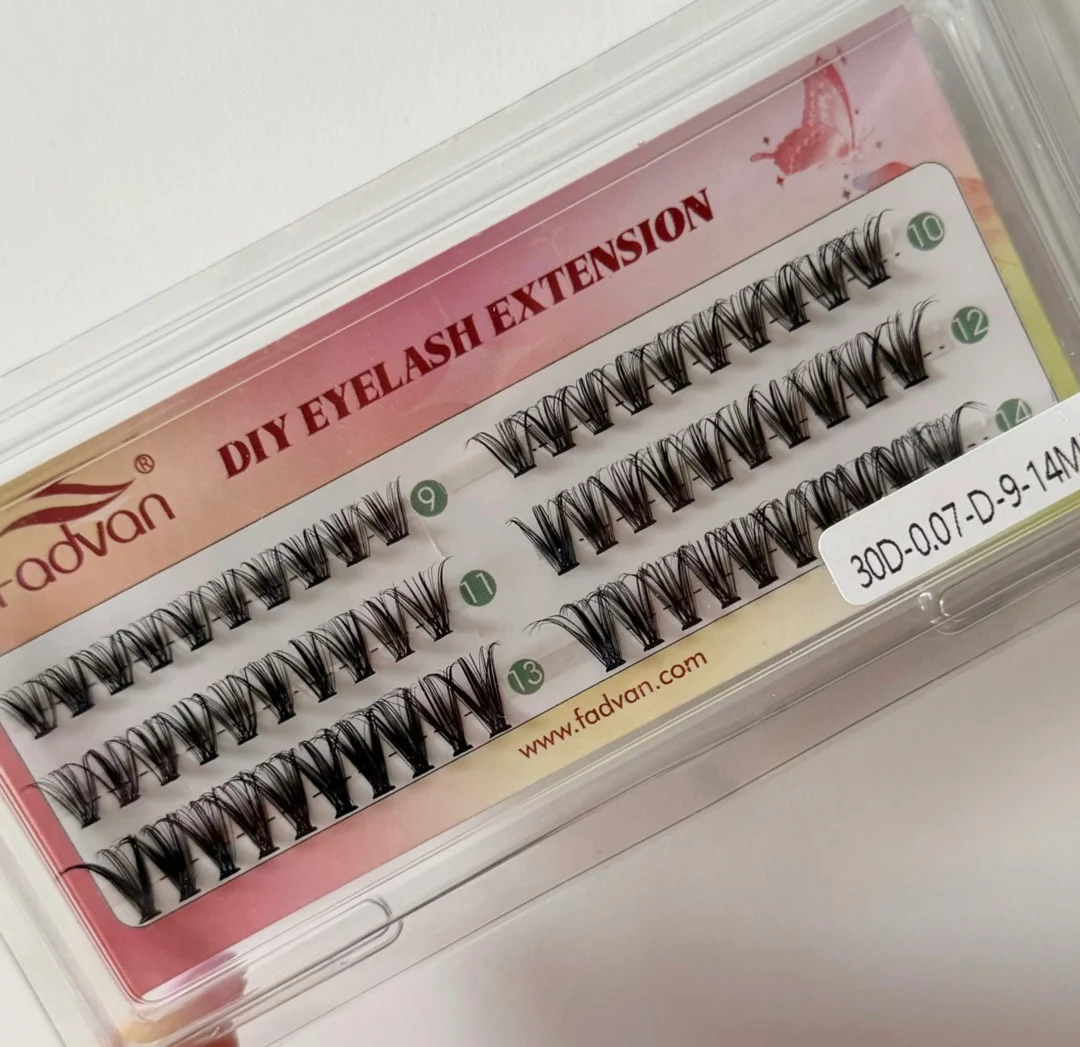 DIY EYELASH EXTENSION
Fadvan®
9
10
11
12
13
14
30D-0.07-D-9-14M
www.fadvan.com